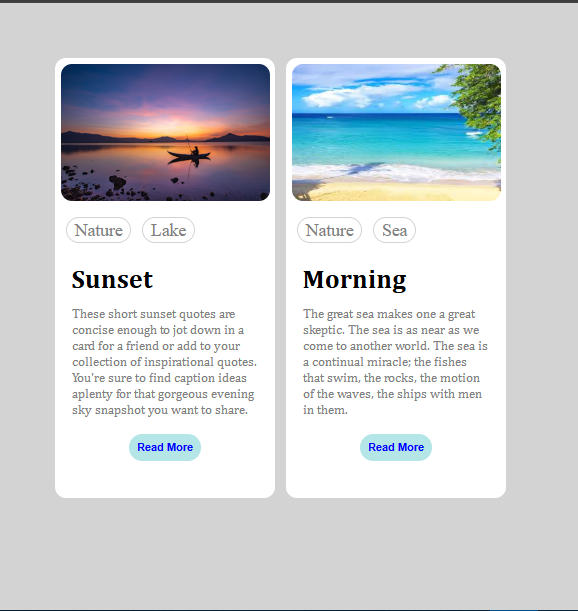 Nature Lake
Sunset
These short sunset quotes are
concise enough to jot down in a
card for a friend or add to your
collection of inspirational quotes.
You're sure to find caption ideas
aplenty for that gorgeous evening
sky snapshot you want to share.
Read More
Nature Sea
Morning
The great sea makes one a great
skeptic. The sea is as near as we
come to another world. The sea is
a continual miracle; the fishes
that swim, the rocks, the motion
of the waves, the ships with men
in them.
Read More